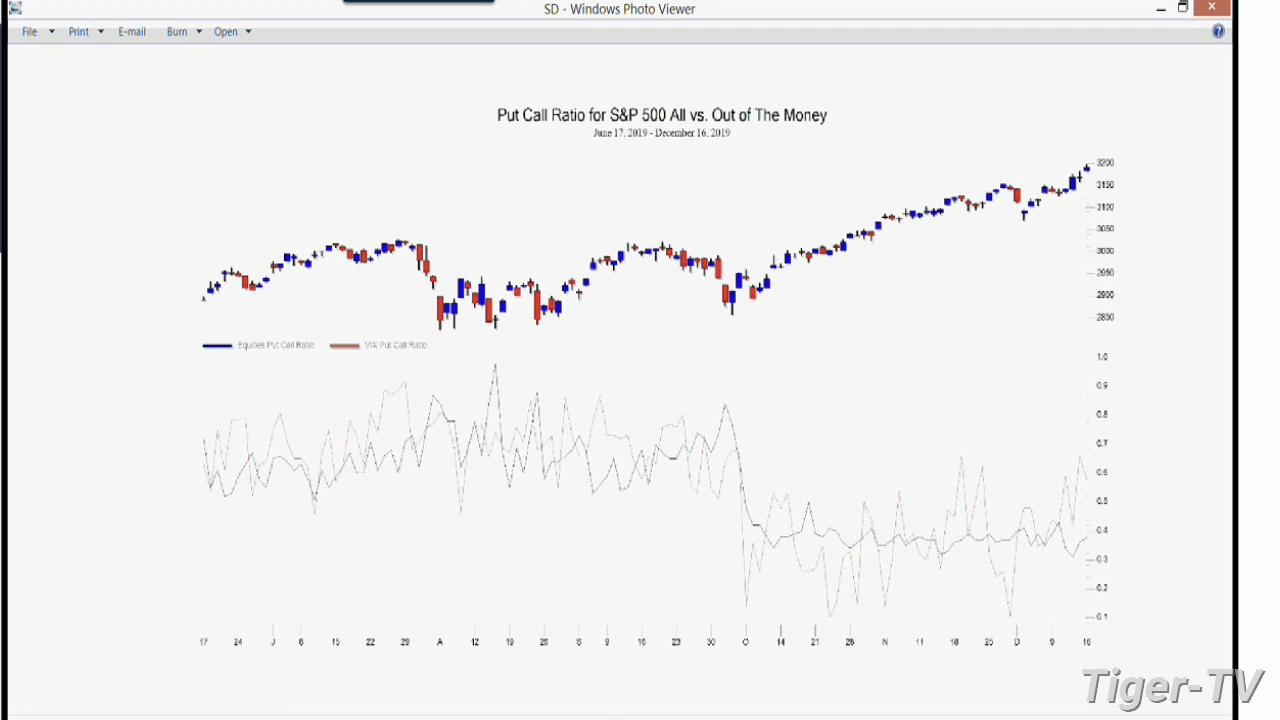 SD - Windows Photo Viewer
File Print E-mail Burn Open
Put Call Ratio for S&P 500 All vs. Out of The Money
June 17, 2019 - December 16, 2019
3200
3150
3100
3050
3000
2950
2900
2850
Equities Put Call Ratio VIX Put Call Ratio
1.0
0.9
0.8
0.7
0.6
0.5
0.4
0.3
0.2
0.1
17 24 J 8 15 22 29 A 12 19 26 S 9 16 23 30 O 14 21 28 N 11 18 25 D 9 16
Tiger-TV